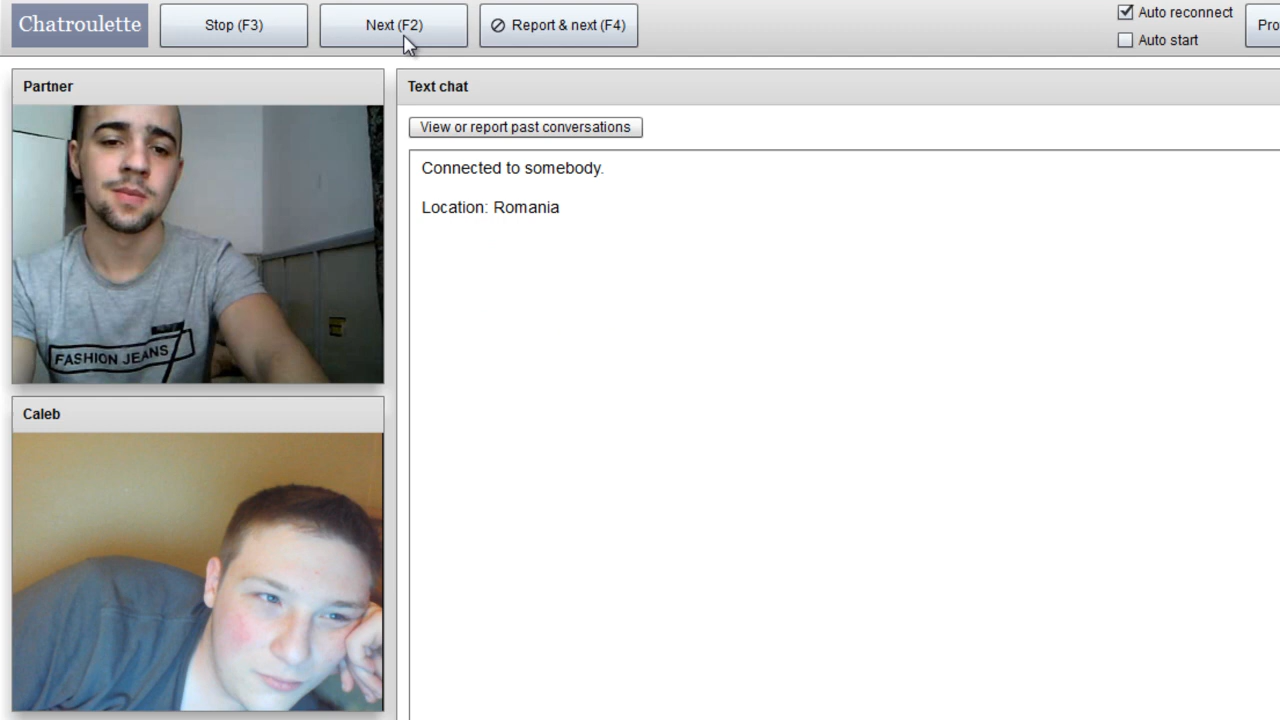 Chatroulette
Stop (F3)
Next (F2)
Report & next (F4)
Auto reconnect
Auto start
Pro
Partner
FASHION JEANS
Caleb
Text chat
View or report past conversations
Connected to somebody.
Location: Romania